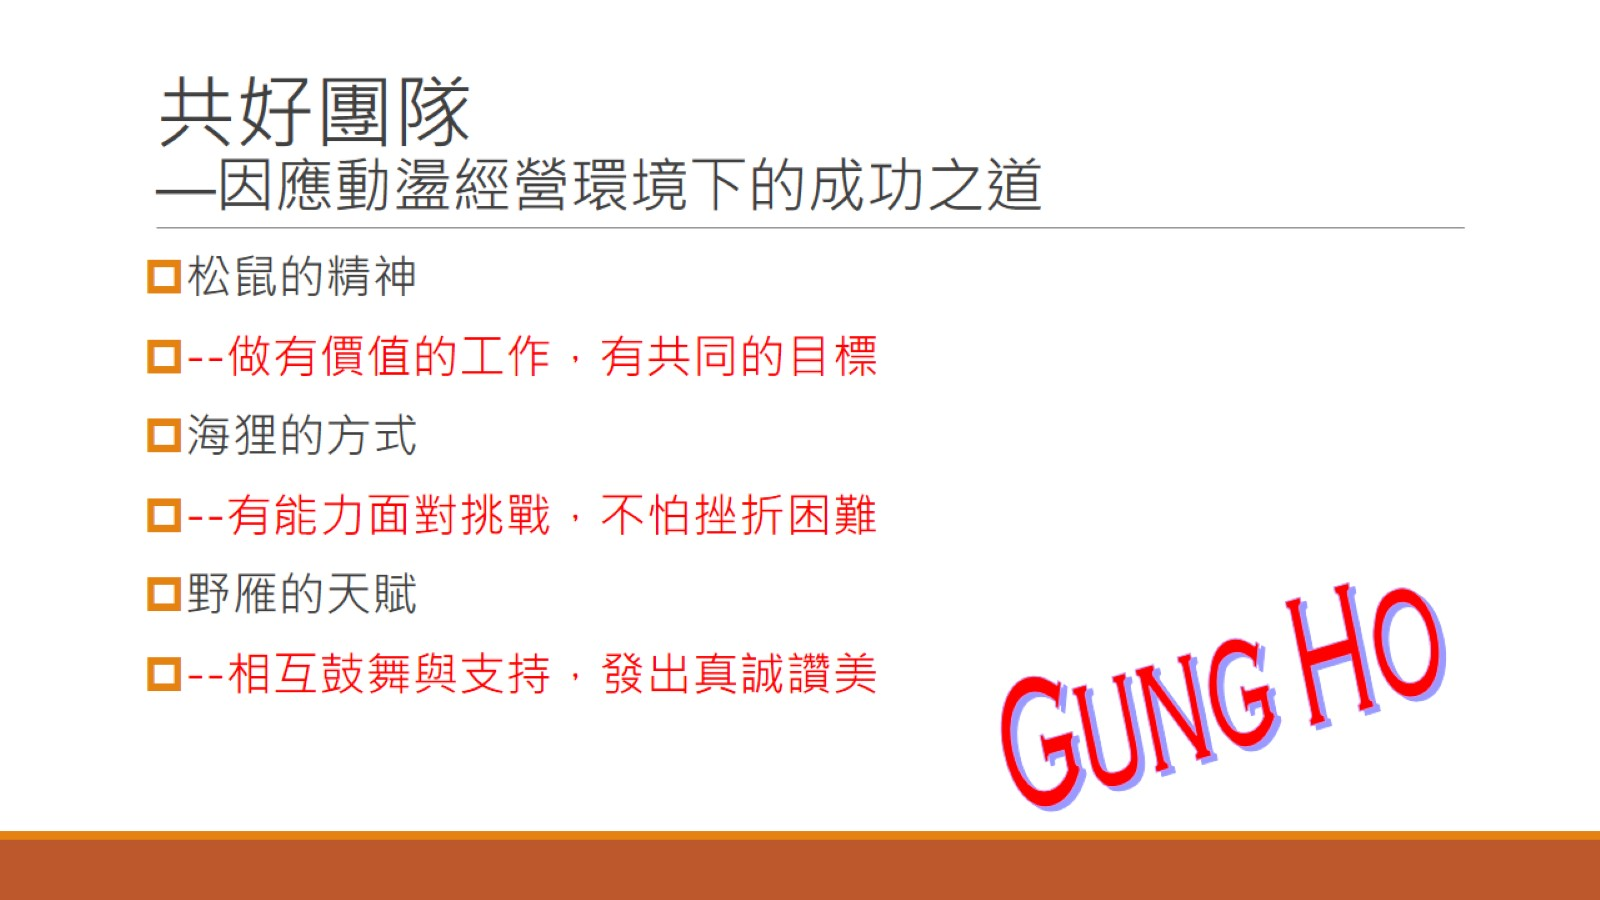 共好團隊
—因應動盪經營環境下的成功之道
松鼠的精神
--做有價值的工作，有共同的目標
海狸的方式
--有能力面對挑戰，不怕挫折困難
野雁的天賦
--相互鼓舞與支持，發出真誠讚美
GUNG HO